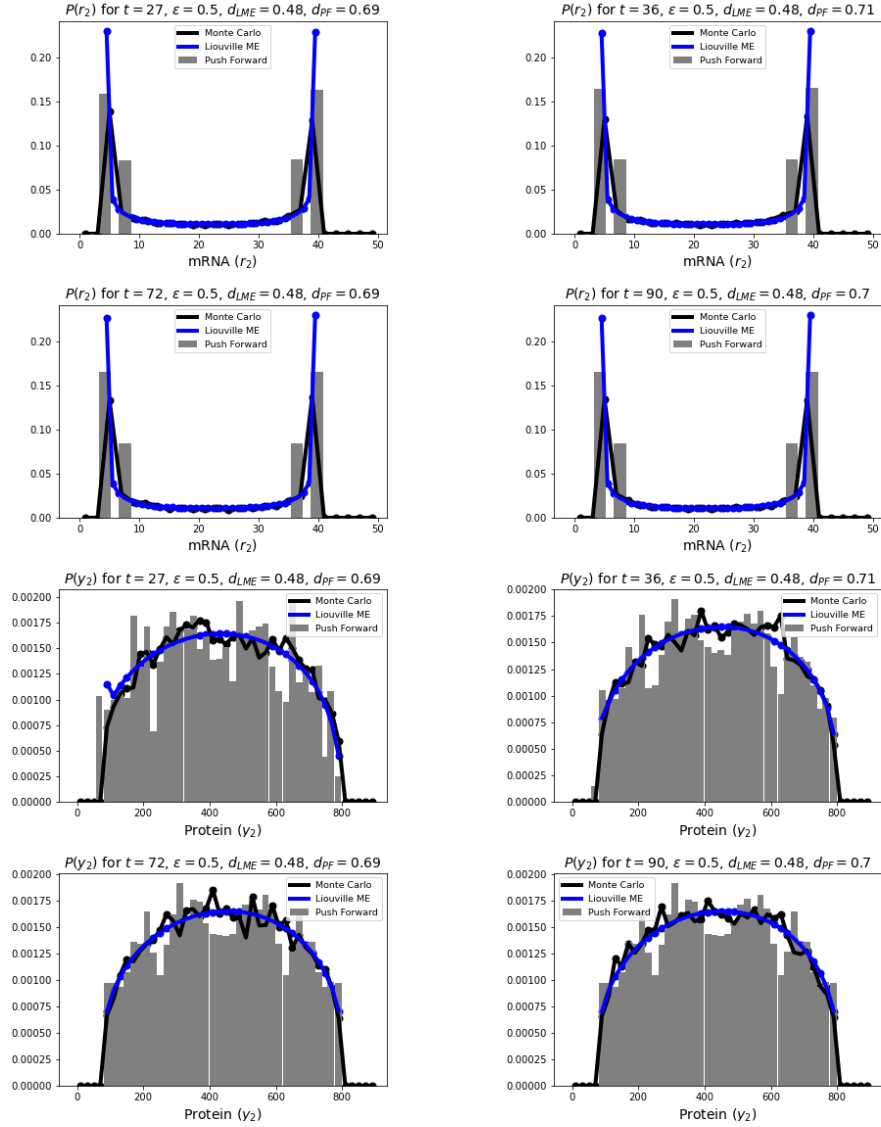 P(r₂) for t = 27, ε = 0.5, d_LME = 0.48, d_PF = 0.69
Monte Carlo
Liouville ME
Push Forward
0.20
0.15
0.10
0.05
0.00
0 10 20 30 40 50
mRNA (r₂)
P(r₂) for t = 36, ε = 0.5, d_LME = 0.48, d_PF = 0.71
Monte Carlo
Liouville ME
Push Forward
0.20
0.15
0.10
0.05
0.00
0 10 20 30 40 50
mRNA (r₂)
P(r₂) for t = 72, ε = 0.5, d_LME = 0.48, d_PF = 0.69
Monte Carlo
Liouville ME
Push Forward
0.20
0.15
0.10
0.05
0.00
0 10 20 30 40 50
mRNA (r₂)
P(r₂) for t = 90, ε = 0.5, d_LME = 0.48, d_PF = 0.7
Monte Carlo
Liouville ME
Push Forward
0.20
0.15
0.10
0.05
0.00
0 10 20 30 40 50
mRNA (r₂)
P(y₂) for t = 27, ε = 0.5, d_LME = 0.48, d_PF = 0.69
Monte Carlo
Liouville ME
Push Forward
0.00200
0.00175
0.00150
0.00125
0.00100
0.00075
0.00050
0.00025
0.00000
0 200 400 600 800
Protein (y₂)
P(y₂) for t = 36, ε = 0.5, d_LME = 0.48, d_PF = 0.71
Monte Carlo
Liouville ME
Push Forward
0.00200
0.00175
0.00150
0.00125
0.00100
0.00075
0.00050
0.00025
0.00000
0 200 400 600 800
Protein (y₂)
P(y₂) for t = 72, ε = 0.5, d_LME = 0.48, d_PF = 0.69
Monte Carlo
Liouville ME
Push Forward
0.00200
0.00175
0.00150
0.00125
0.00100
0.00075
0.00050
0.00025
0.00000
0 200 400 600 800
Protein (y₂)
P(y₂) for t = 90, ε = 0.5, d_LME = 0.48, d_PF = 0.7
Monte Carlo
Liouville ME
Push Forward
0.00200
0.00175
0.00150
0.00125
0.00100
0.00075
0.00050
0.00025
0.00000
0 200 400 600 800
Protein (y₂)